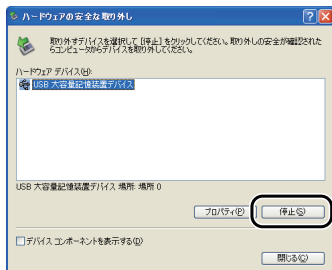 ハードウェアの安全な取り外し
取り外すデバイスを選択して [停止] をクリックしてください。取り外しの安全が確認された
らコンピュータからデバイスを取り外してください。
ハードウェア デバイス(H):
USB 大容量記憶装置デバイス
USB 大容量記憶装置デバイス 場所: 場所 0
プロパティ(P)
停止(S)
デバイス コンポーネントを表示する(D)
閉じる(C)